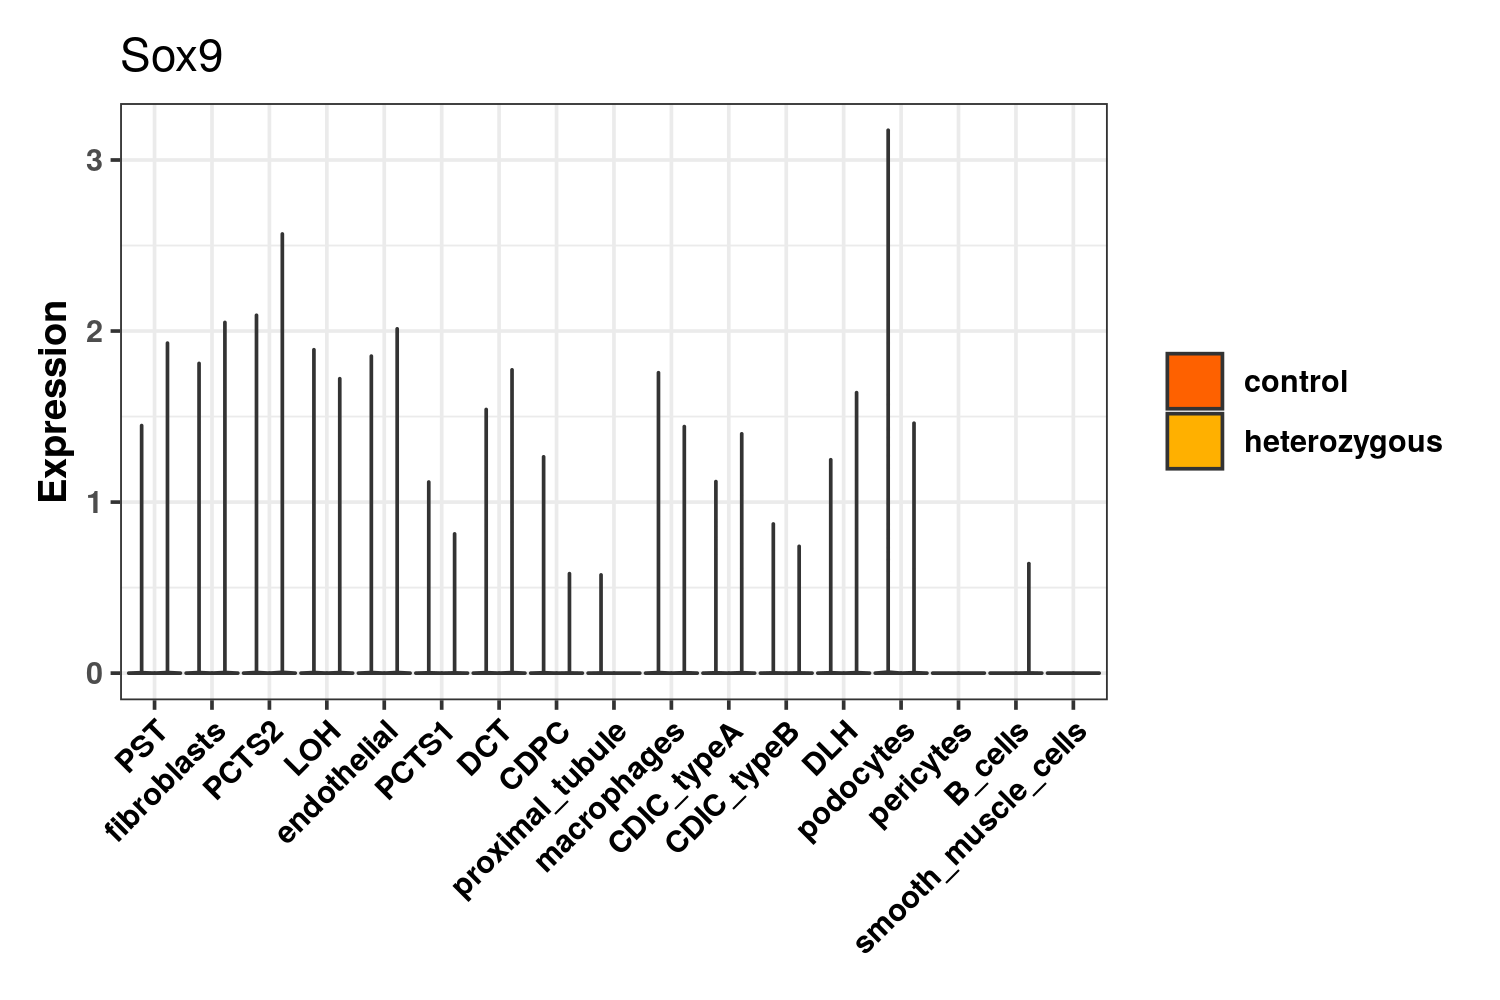 Sox9
3
2
1
0
Expression
PST
fibroblasts
PCTS2
LOH
endothelial
PCTS1
DCT
CDPC
proximal_tubule
macrophages
CDIC_typeA
CDIC_typeB
DLH
podocytes
pericytes
B_cells
smooth_muscle_cells
control
heterozygous